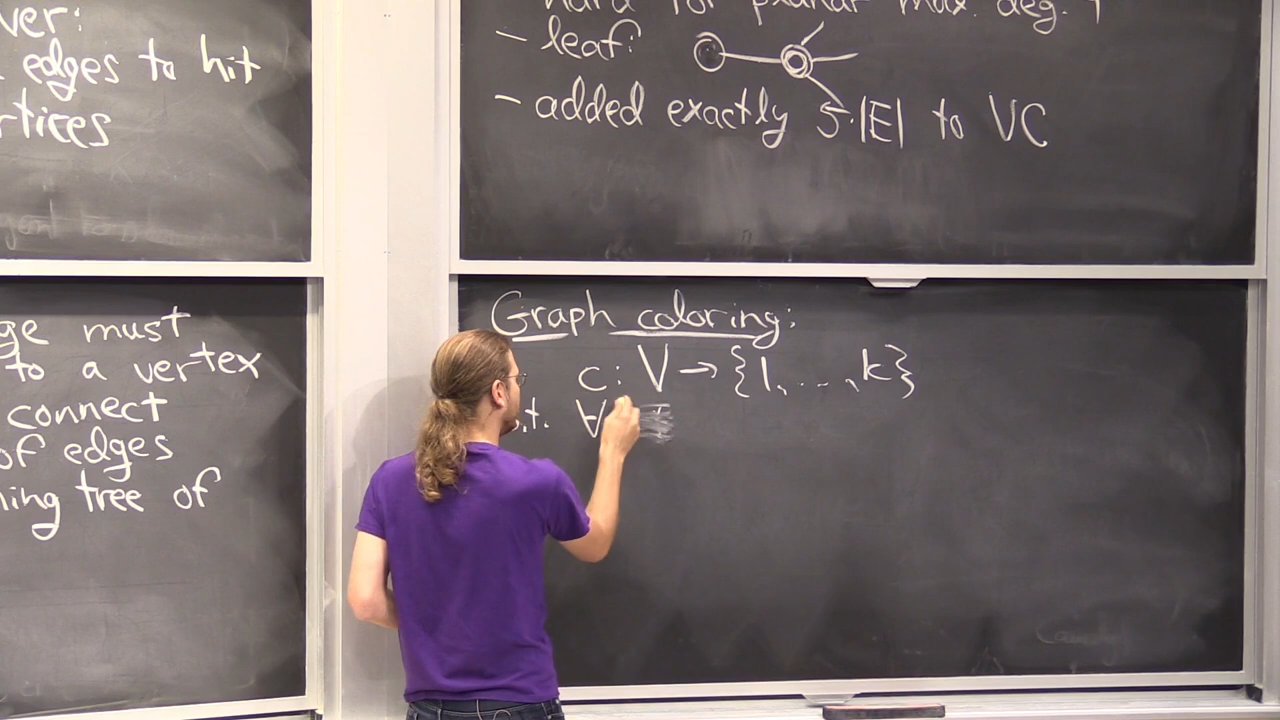 ver:
edges to hit
rtices
ge must
to a vertex
connect
of edges
ning tree of
hard for planar max. deg. 4
- leaf:
- added exactly 5·|E| to VC
Graph coloring:
c: V → {1, ..., k}
s.t. ∀